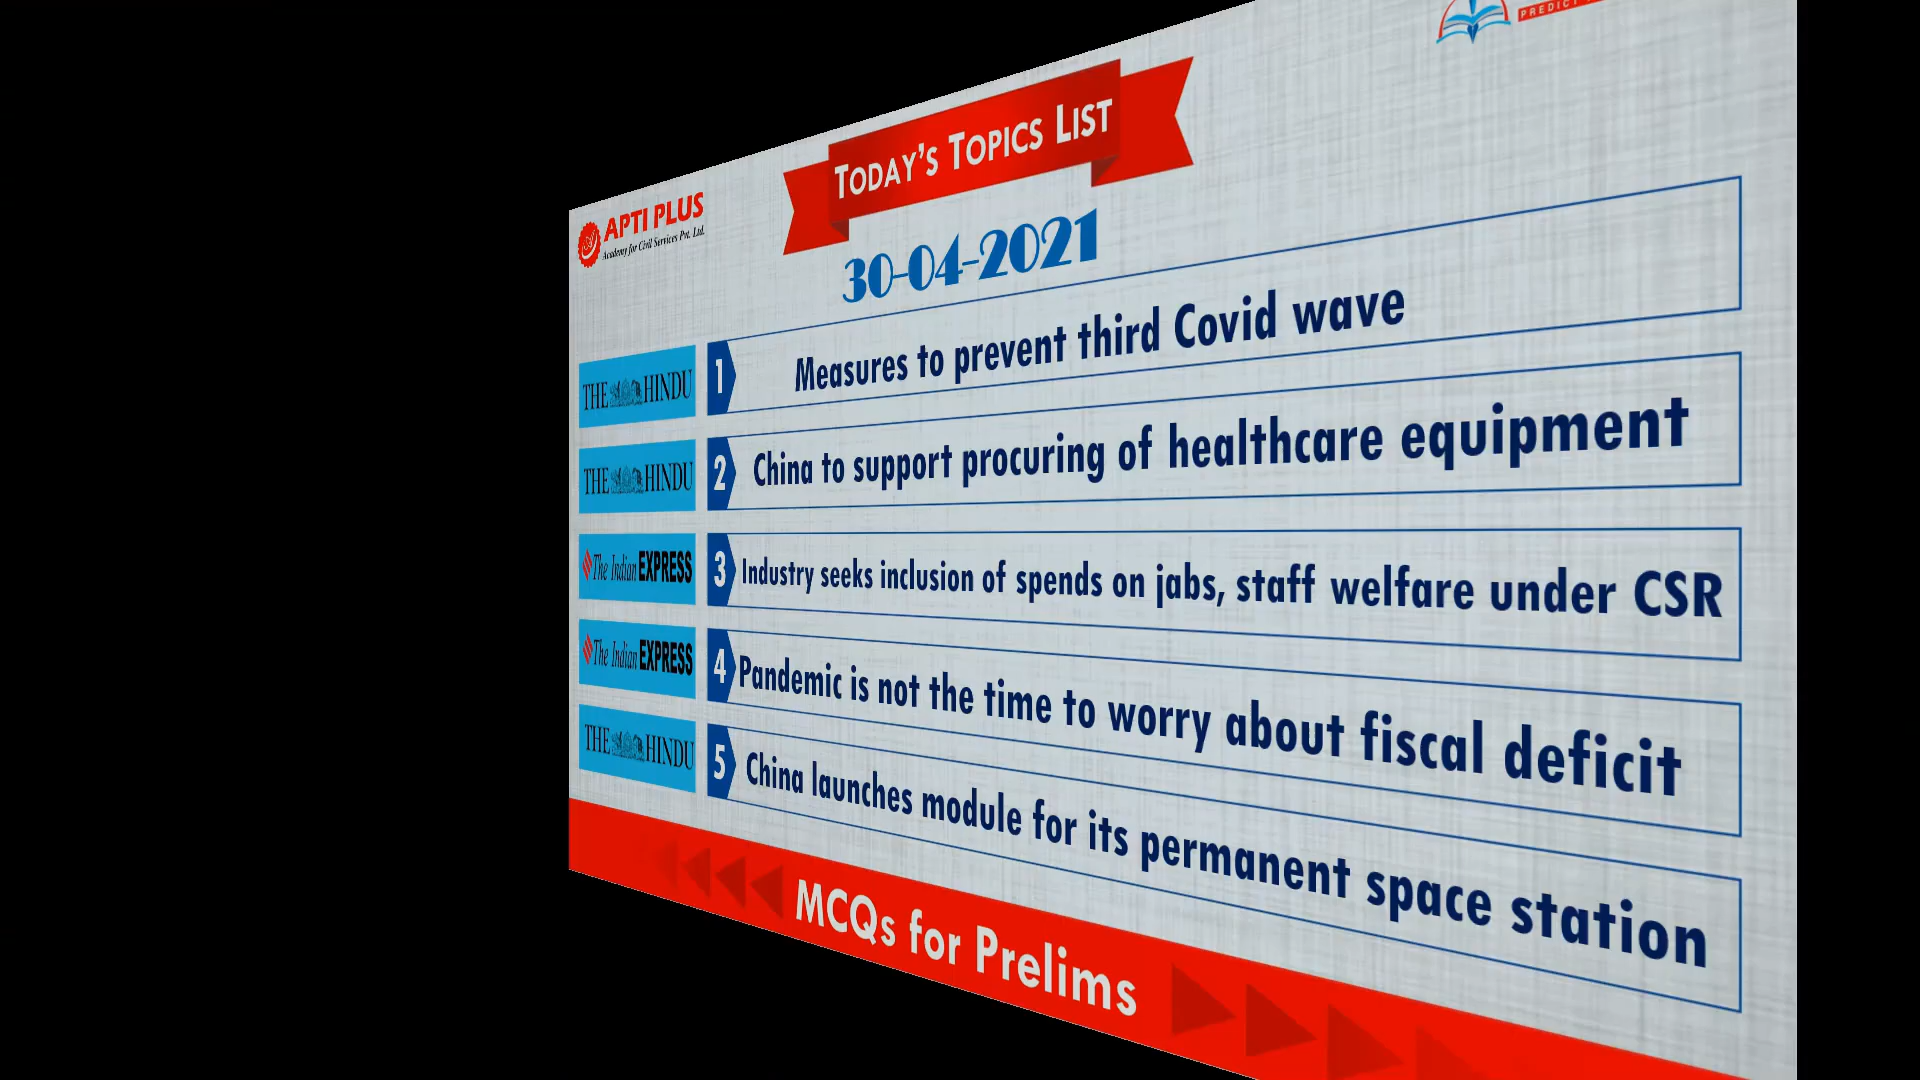 PREDICT
TODAY'S TOPICS LIST
APTI PLUS
Academy for Civil Services Pvt. Ltd.
30-04-2021
THE HINDU
1 Measures to prevent third Covid wave
THE HINDU
2 China to support procuring of healthcare equipment
The Indian EXPRESS
3 Industry seeks inclusion of spends on jabs, staff welfare under CSR
The Indian EXPRESS
4 Pandemic is not the time to worry about fiscal deficit
THE HINDU
5 China launches module for its permanent space station
MCQs for Prelims